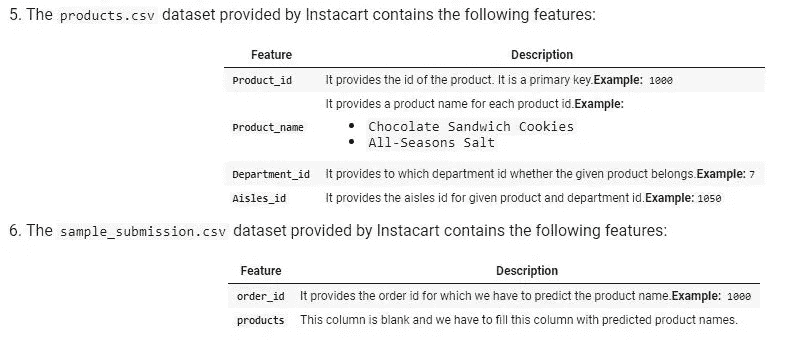 5. The products.csv dataset provided by Instacart contains the following features:
Feature Description
Product_id It provides the id of the product. It is a primary key.Example: 1000
It provides a product name for each product id.Example:
Product_name • Chocolate Sandwich Cookies
• All-Seasons Salt
Department_id It provides to which department id whether the given product belongs.Example: 7
Aisles_id It provides the aisles id for given product and department id.Example: 1050
6. The sample_submission.csv dataset provided by Instacart contains the following features:
Feature Description
order_id It provides the order id for which we have to predict the product name.Example: 1000
products This column is blank and we have to fill this column with predicted product names.